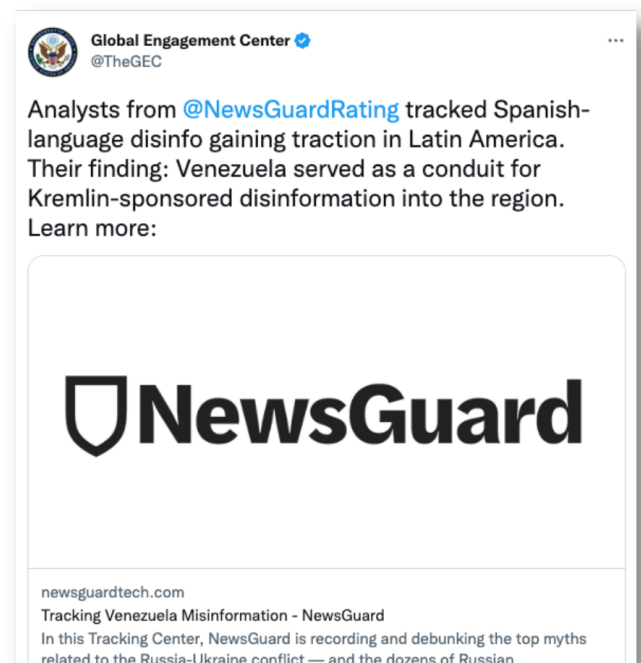 Global Engagement Center
@TheGEC
Analysts from @NewsGuardRating tracked Spanish-
language disinfo gaining traction in Latin America.
Their finding: Venezuela served as a conduit for
Kremlin-sponsored disinformation into the region.
Learn more:
NewsGuard
newsguardtech.com
Tracking Venezuela Misinformation - NewsGuard
In this Tracking Center, NewsGuard is recording and debunking the top myths
related to the Russia-Ukraine conflict — and the dozens of Russian...